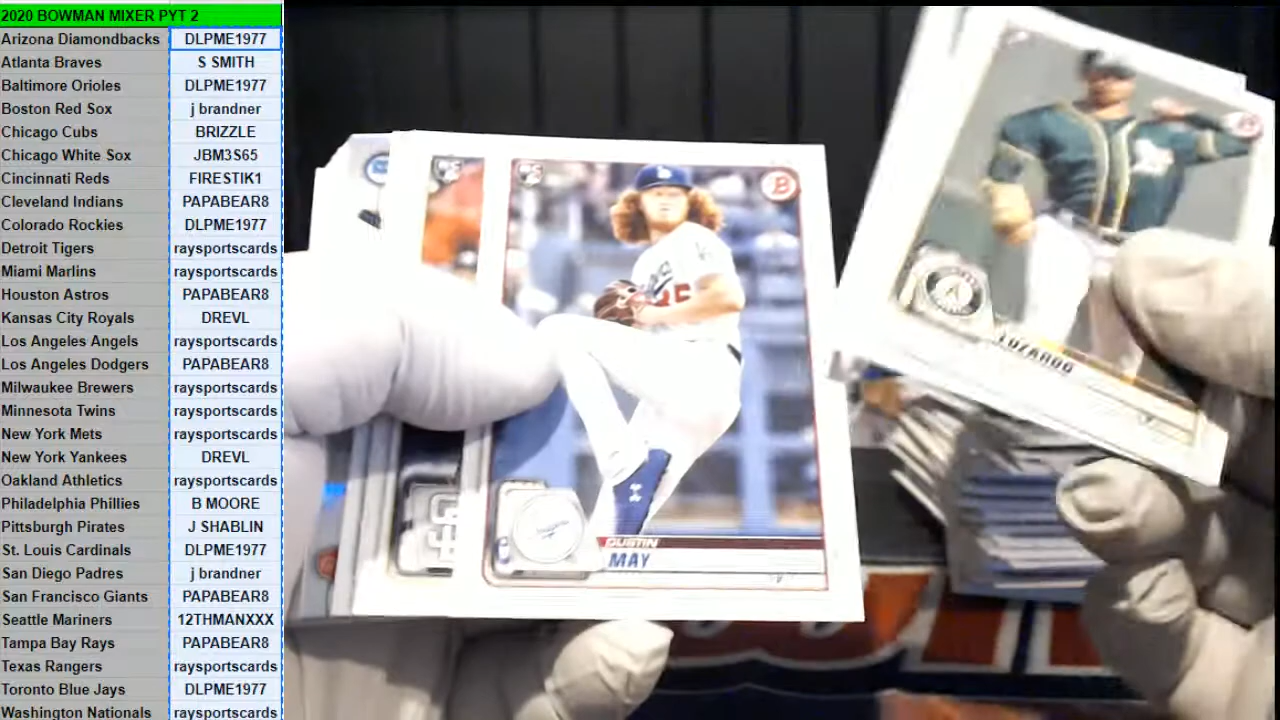 2020 BOWMAN MIXER PYT 2
Arizona Diamondbacks DLPME1977
Atlanta Braves S SMITH
Baltimore Orioles DLPME1977
Boston Red Sox j brandner
Chicago Cubs BRIZZLE
Chicago White Sox JBM3S65
Cincinnati Reds FIRESTIK1
Cleveland Indians PAPABEAR8
Colorado Rockies DLPME1977
Detroit Tigers raysportscards
Miami Marlins raysportscards
Houston Astros PAPABEAR8
Kansas City Royals DREVL
Los Angeles Angels raysportscards
Los Angeles Dodgers PAPABEAR8
Milwaukee Brewers raysportscards
Minnesota Twins raysportscards
New York Mets raysportscards
New York Yankees DREVL
Oakland Athletics raysportscards
Philadelphia Phillies B MOORE
Pittsburgh Pirates J SHABLIN
St. Louis Cardinals DLPME1977
San Diego Padres j brandner
San Francisco Giants PAPABEAR8
Seattle Mariners 12THMANXXX
Tampa Bay Rays PAPABEAR8
Texas Rangers raysportscards
Toronto Blue Jays DLPME1977
Washington Nationals raysportscards
RC
B
DUSTIN
MAY
LUZARDO